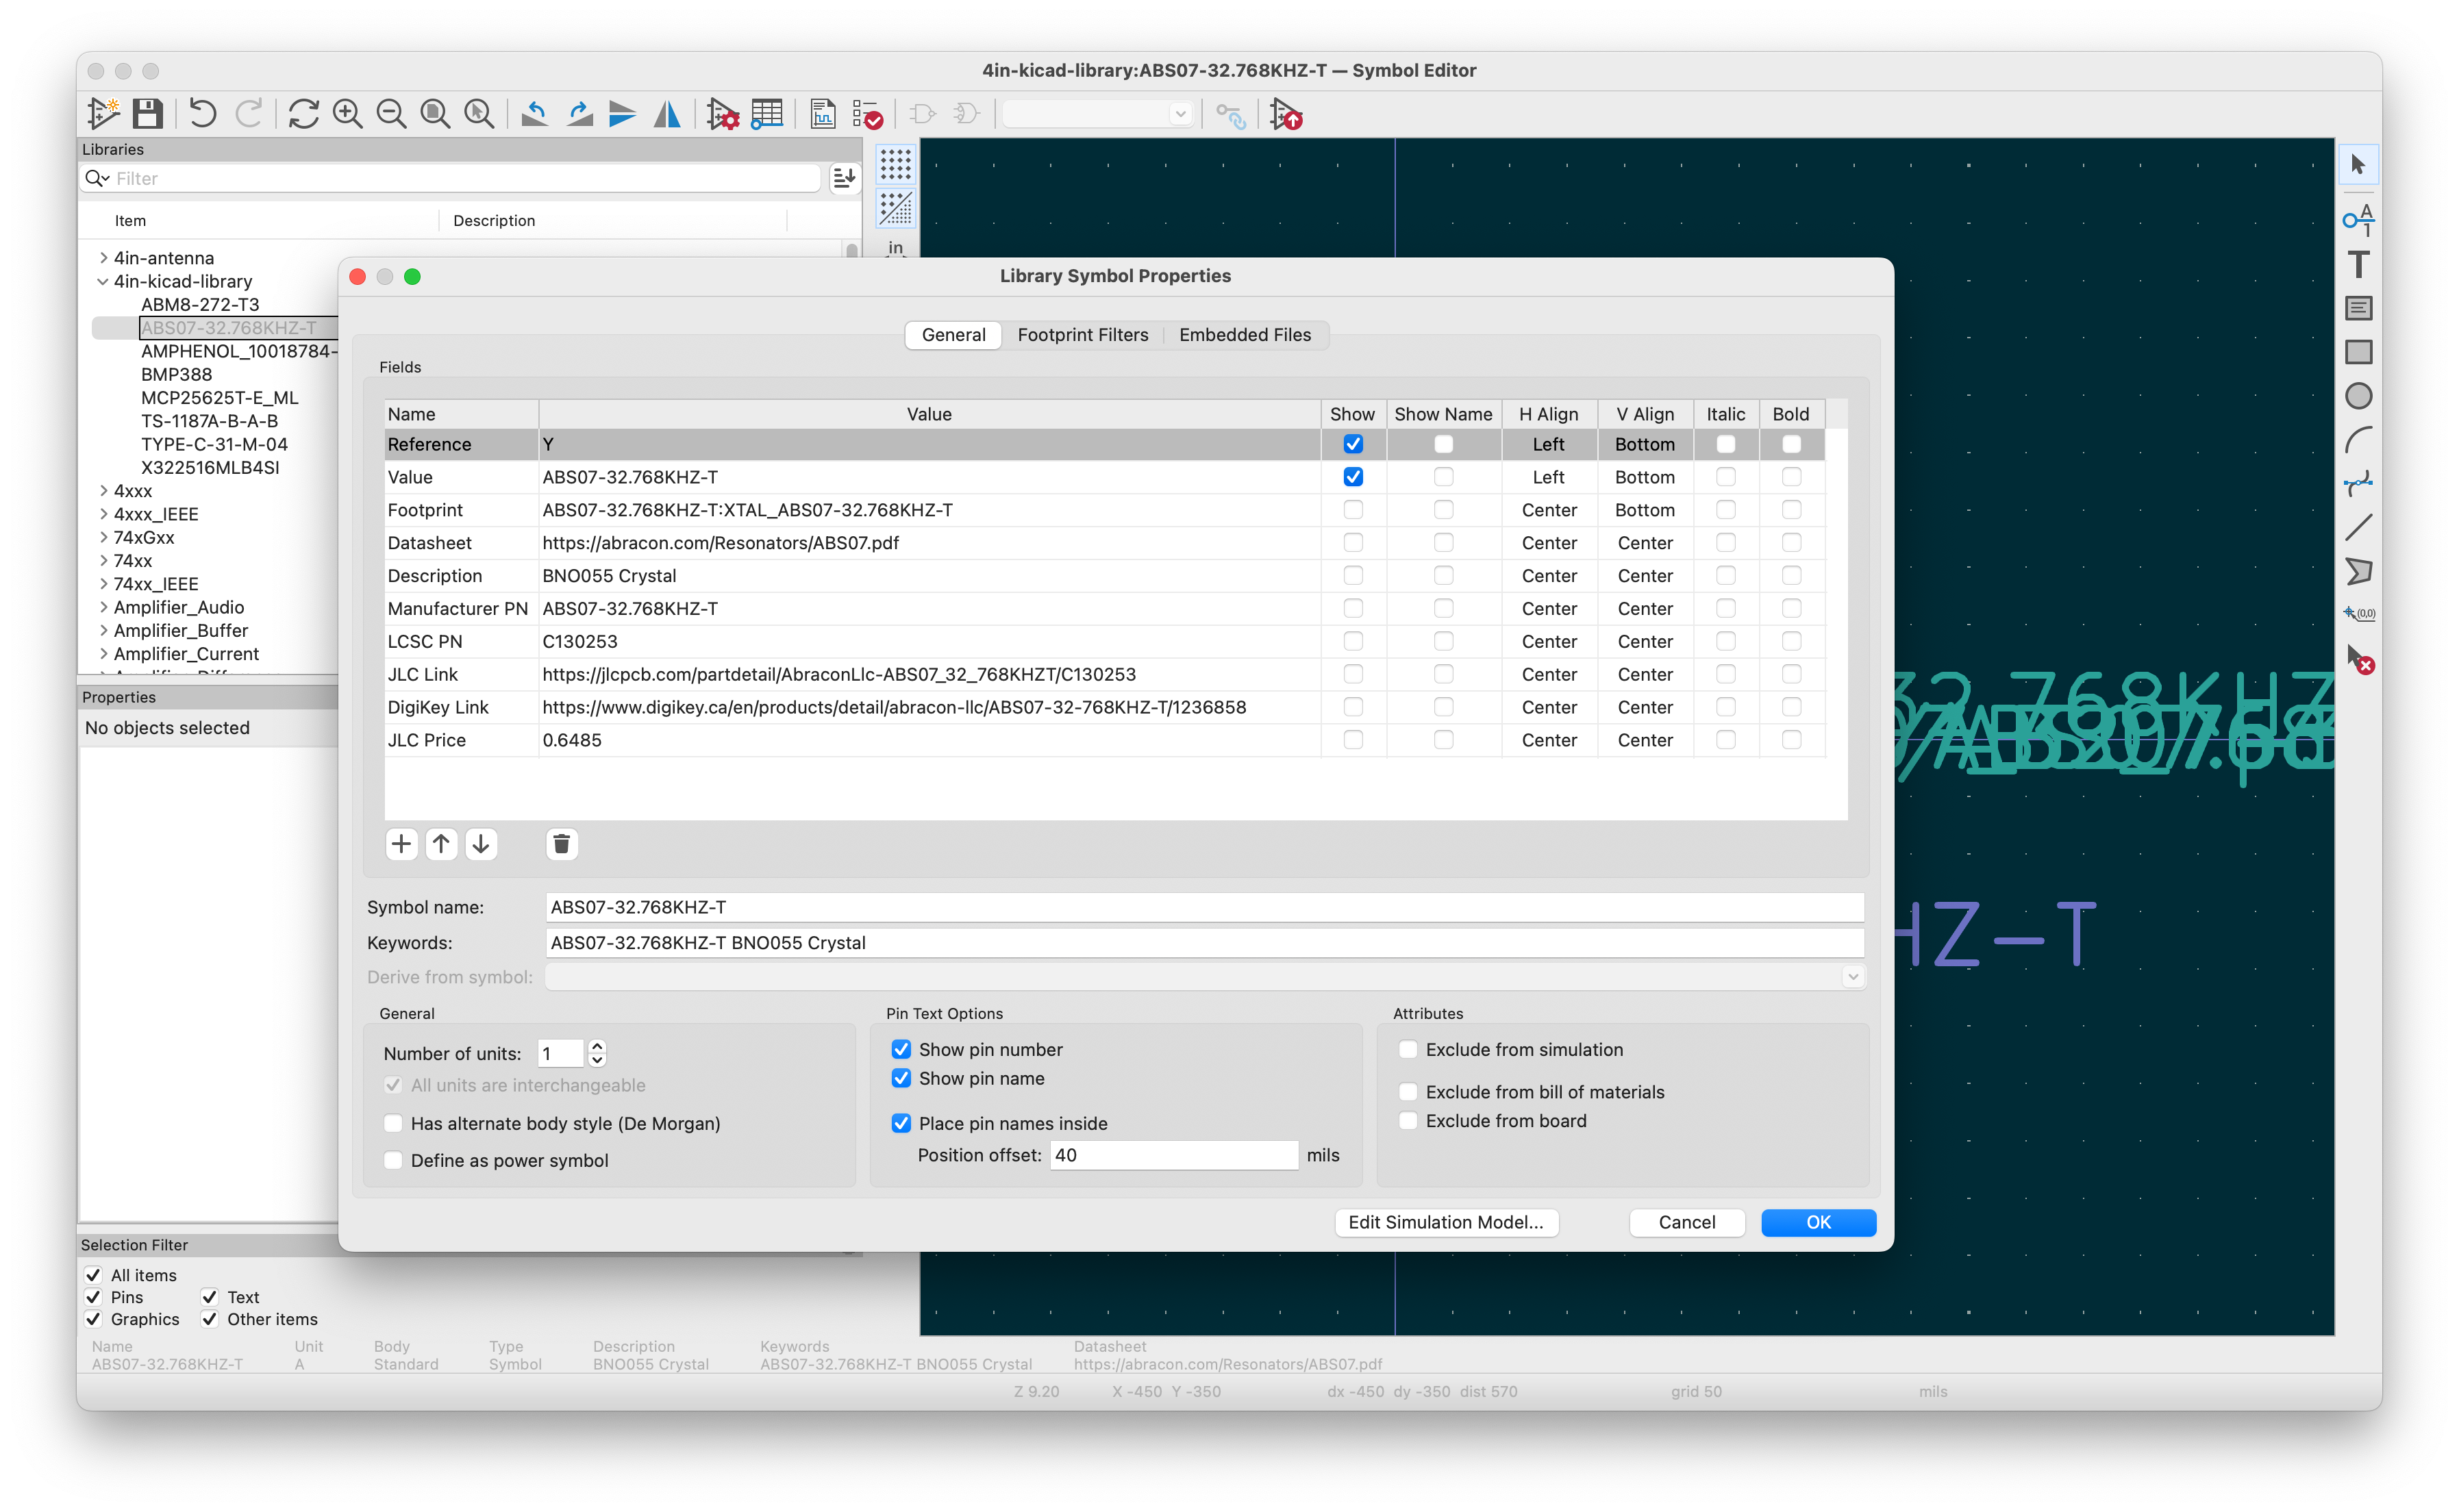 4in-kicad-library:ABS07-32.768KHZ-T — Symbol Editor
Libraries
Filter
Item Description
4in-antenna
4in-kicad-library
ABM8-272-T3
ABS07-32.768KHZ-T
AMPHENOL_10018784-
BMP388
MCP25625T-E_ML
TS-1187A-B-A-B
TYPE-C-31-M-04
X322516MLB4SI
4xxx
4xxx_IEEE
74xGxx
74xx
74xx_IEEE
Amplifier_Audio
Amplifier_Buffer
Amplifier_Current
Properties
No objects selected
in
Library Symbol Properties
General Footprint Filters Embedded Files
Fields
Name Value Show Show Name H Align V Align Italic Bold
Reference Y Left Bottom
Value ABS07-32.768KHZ-T Left Bottom
Footprint ABS07-32.768KHZ-T:XTAL_ABS07-32.768KHZ-T Center Bottom
Datasheet https://abracon.com/Resonators/ABS07.pdf Center Center
Description BNO055 Crystal Center Center
Manufacturer PN ABS07-32.768KHZ-T Center Center
LCSC PN C130253 Center Center
JLC Link https://jlcpcb.com/partdetail/AbraconLlc-ABS07_32_768KHZT/C130253 Center Center
DigiKey Link https://www.digikey.ca/en/products/detail/abracon-llc/ABS07-32-768KHZ-T/1236858 Center Center
JLC Price 0.6485 Center Center
Symbol name: ABS07-32.768KHZ-T
Keywords: ABS07-32.768KHZ-T BNO055 Crystal
Derive from symbol:
General
Number of units: 1
All units are interchangeable
Has alternate body style (De Morgan)
Define as power symbol
Pin Text Options
Show pin number
Show pin name
Place pin names inside
Position offset: 40 mils
Attributes
Exclude from simulation
Exclude from bill of materials
Exclude from board
Edit Simulation Model... Cancel OK
A
1
T
(0,0)
HZ-T
Selection Filter
All items
Pins Text
Graphics Other items
Name Unit Body Type Description Keywords Datasheet
ABS07-32.768KHZ-T A Standard Symbol BNO055 Crystal ABS07-32.768KHZ-T BNO055 Crystal https://abracon.com/Resonators/ABS07.pdf
Z 9.20 X -450 Y -350 dx -450 dy -350 dist 570 grid 50 mils